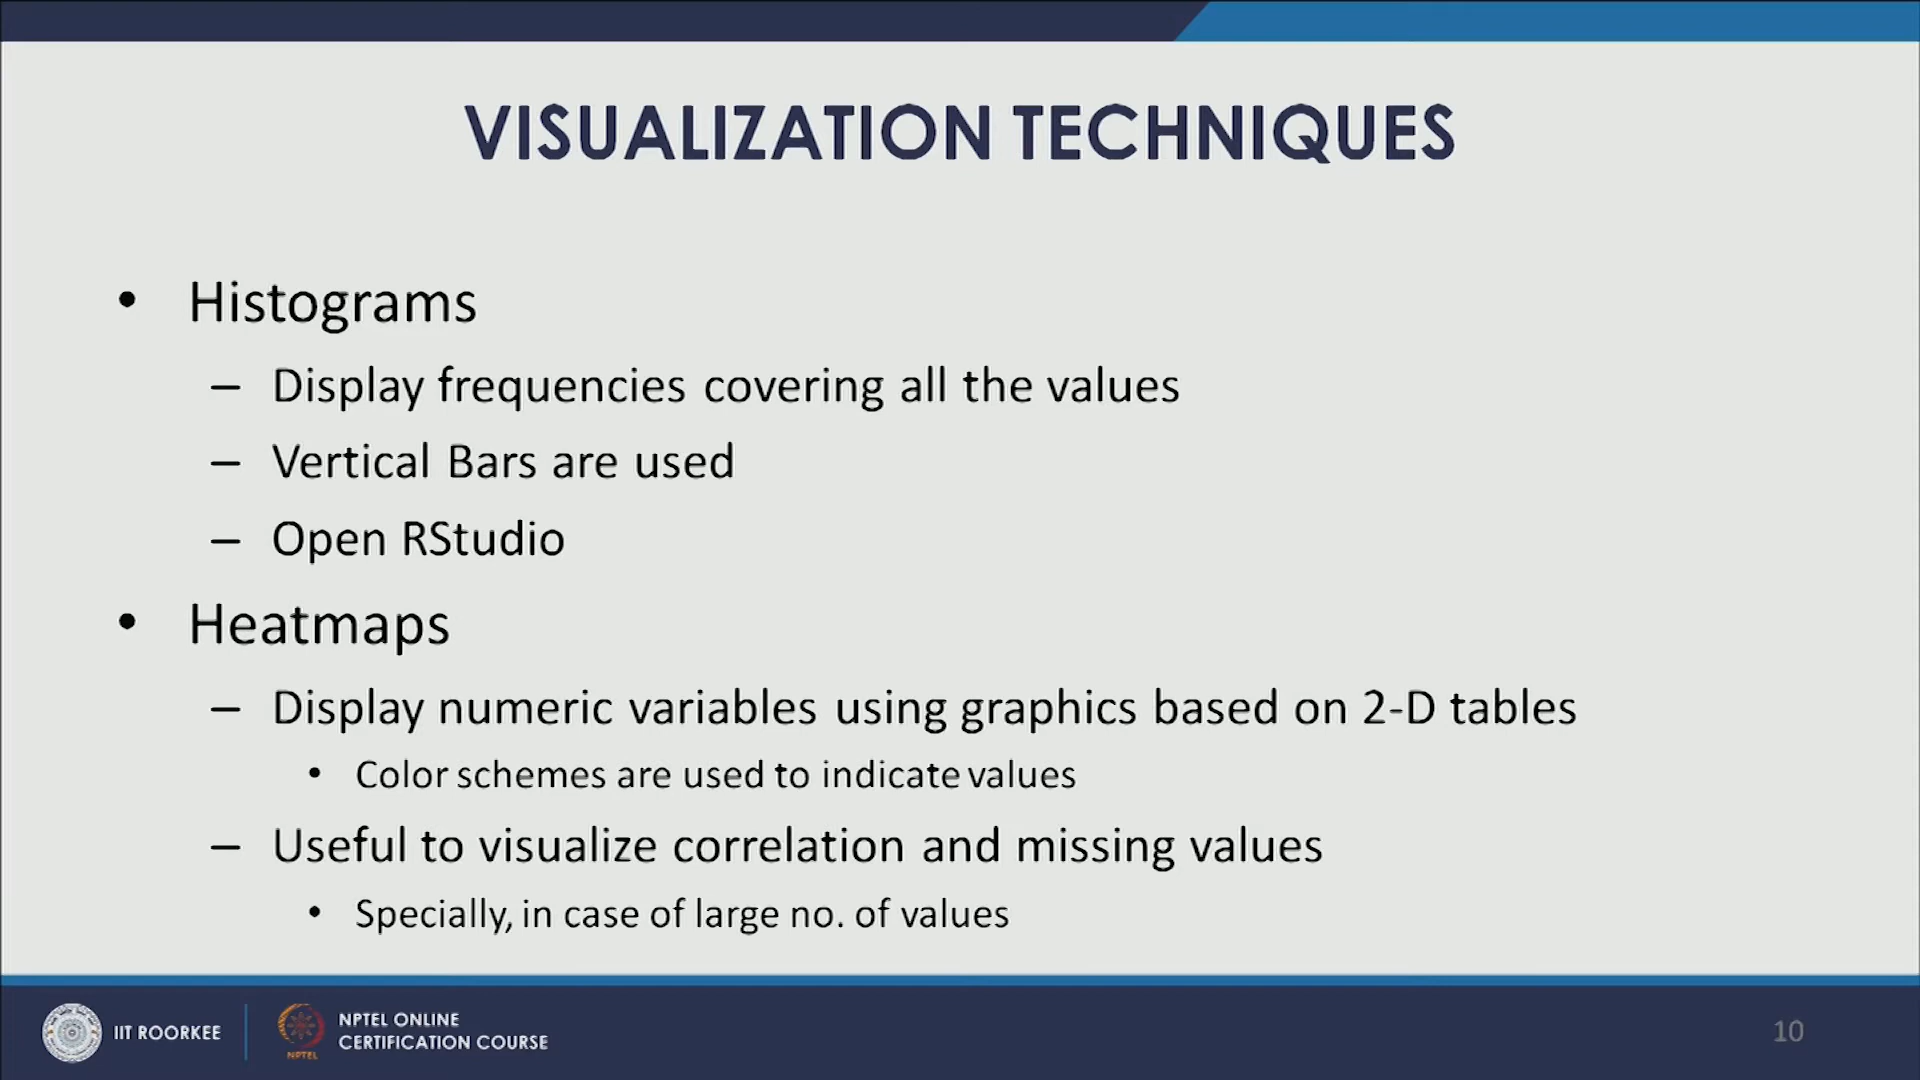 VISUALIZATION TECHNIQUES
• Histograms
– Display frequencies covering all the values
– Vertical Bars are used
– Open RStudio
• Heatmaps
– Display numeric variables using graphics based on 2-D tables
• Color schemes are used to indicate values
– Useful to visualize correlation and missing values
• Specially, in case of large no. of values
IIT ROORKEE
NPTEL
NPTEL ONLINE
CERTIFICATION COURSE
10